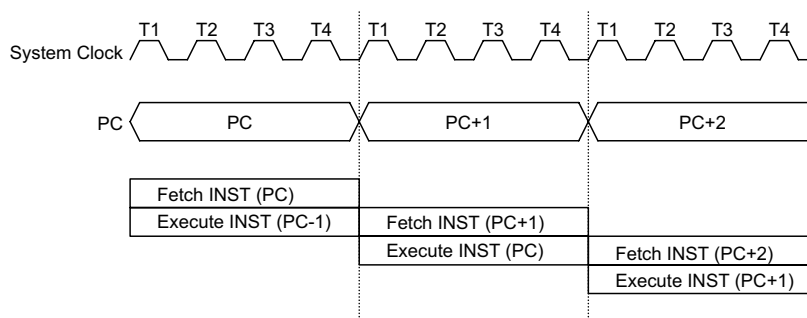 T1 T2 T3 T4 T1 T2 T3 T4 T1 T2 T3 T4
System Clock
PC PC PC+1 PC+2
Fetch INST (PC)
Execute INST (PC-1) Fetch INST (PC+1)
Execute INST (PC) Fetch INST (PC+2)
Execute INST (PC+1)